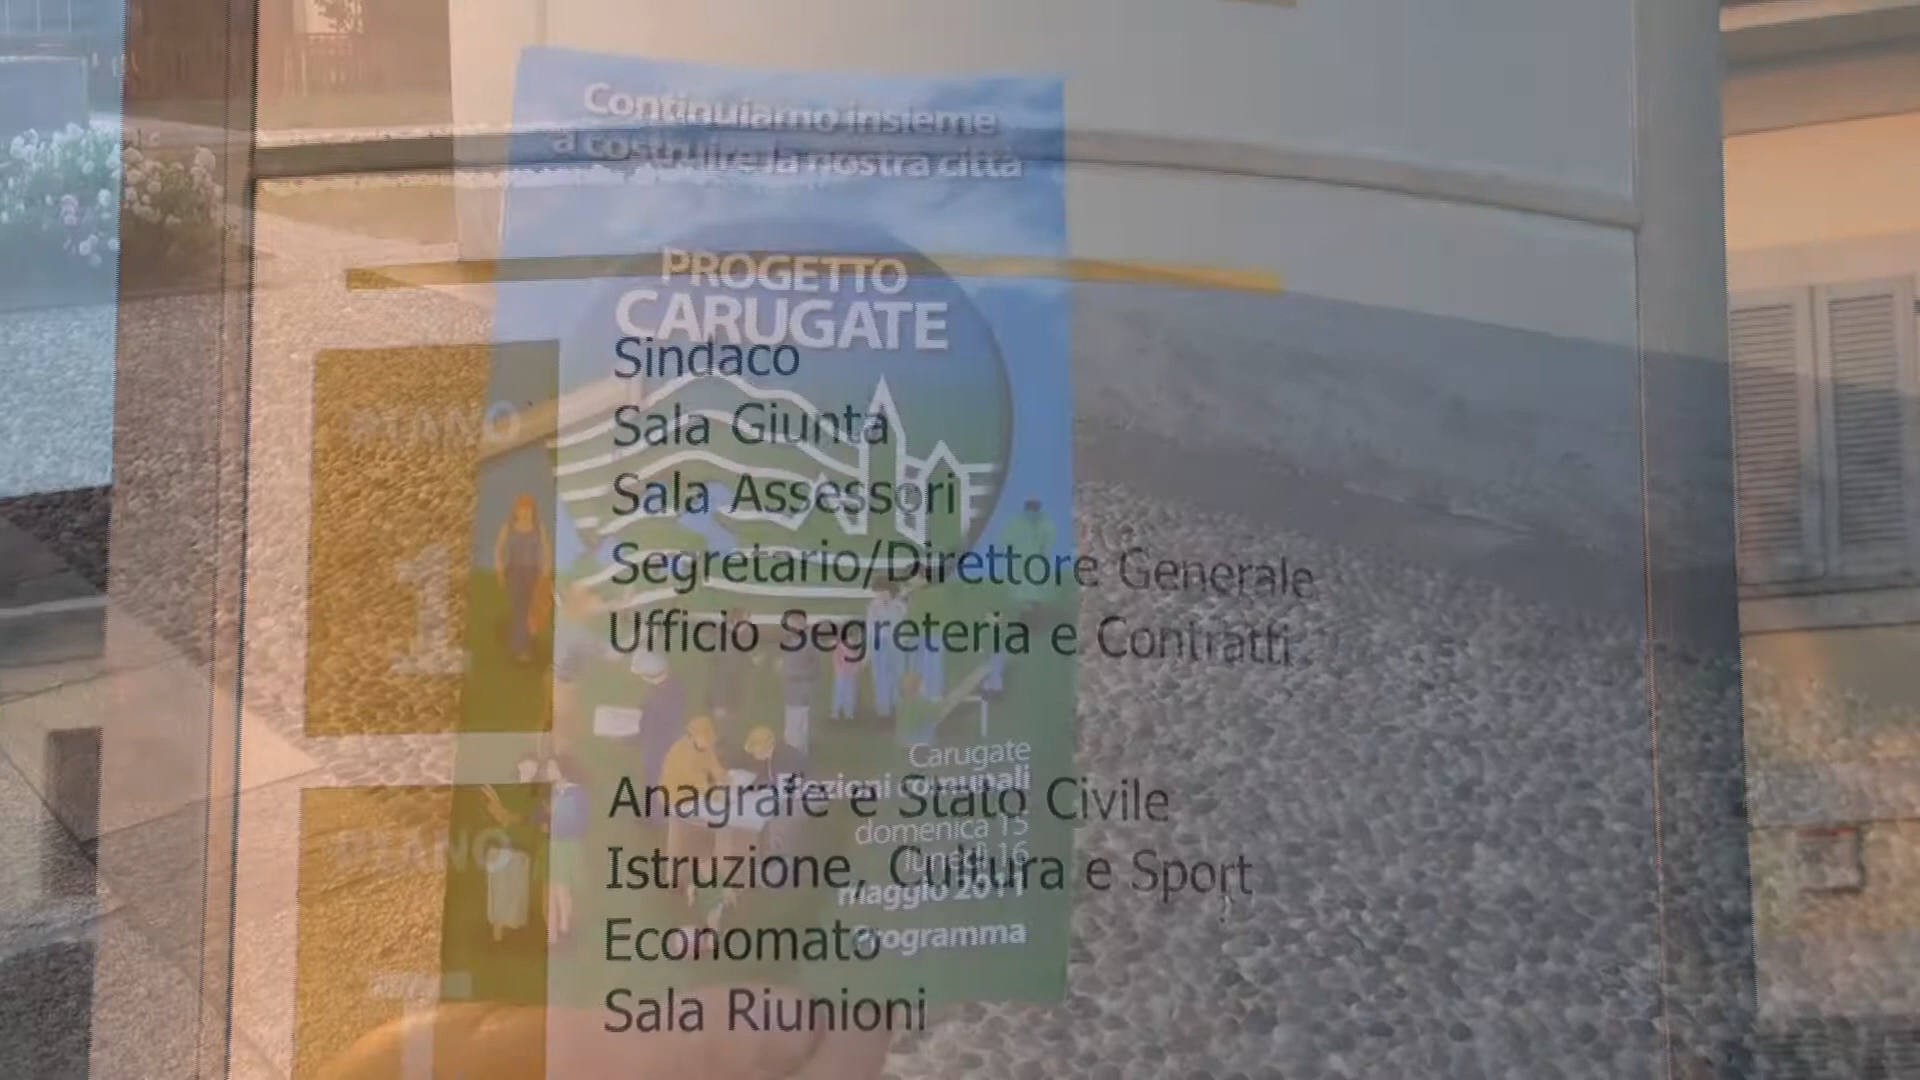 Continuiamo insieme
a costruire la nostra città
PROGETTO
CARUGATE
PIANO
1
Sindaco
Sala Giunta
Sala Assessori
Segretario/Direttore Generale
Ufficio Segreteria e Contratti
PIANO
T
Anagrafe e Stato Civile
Istruzione, Cultura e Sport
Economato
Sala Riunioni
Carugate
Elezioni comunali
domenica 15
lunedì 16
maggio 2011
Programma